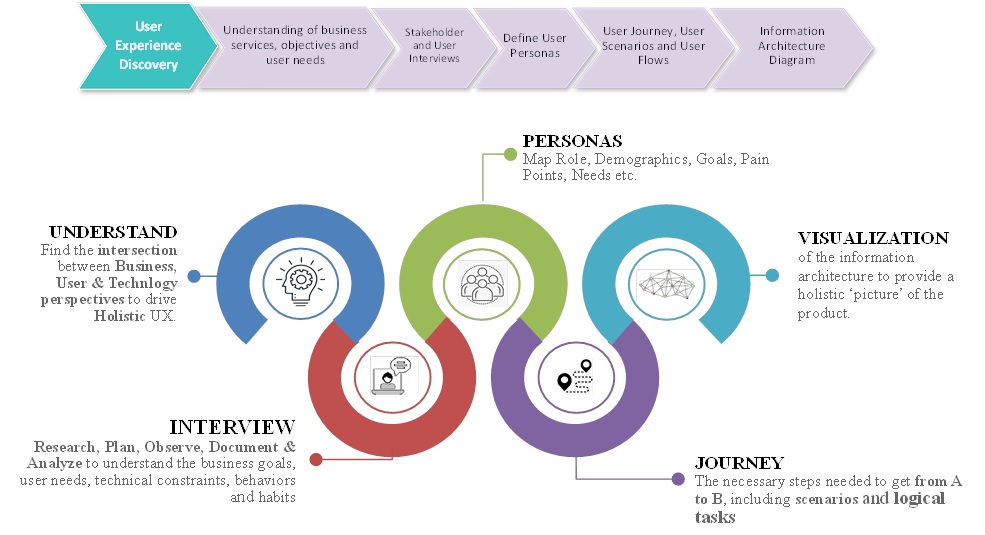 User
Experience
Discovery
Understanding of business
services, objectives and
user needs
Stakeholder
and User
Interviews
Define User
Personas
User Journey, User
Scenarios and User
Flows
Information
Architecture
Diagram
PERSONAS
Map Role, Demographics, Goals, Pain
Points, Needs etc.
UNDERSTAND
Find the intersection
between Business,
User & Technlogy
perspectives to drive
Holistic UX.
VISUALIZATION
of the information
architecture to provide a
holistic ‘picture’ of the
product.
INTERVIEW
Research, Plan, Observe, Document &
Analyze to understand the business goals,
user needs, technical constraints, behaviors
and habits
JOURNEY
The necessary steps needed to get from A
to B, including scenarios and logical
tasks